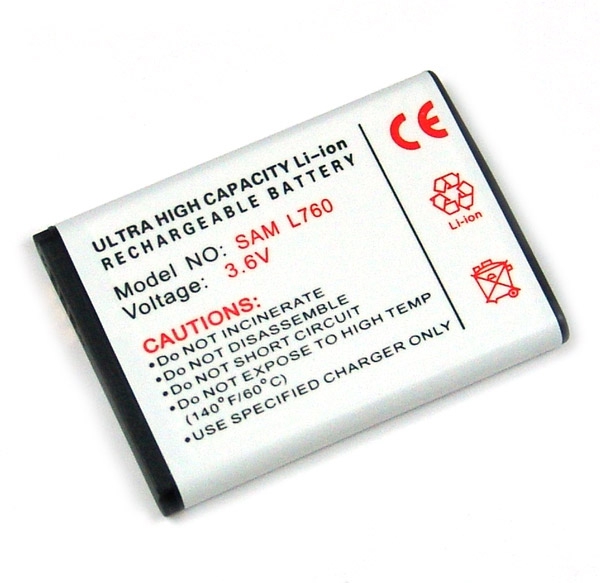 ULTRA HIGH CAPACITY Li-ion
RECHARGEABLE BATTERY
Model NO: SAM L760
Voltage: 3.6V
CAUTIONS:
•DO NOT INCINERATE
•DO NOT DISASSEMBLE
•DO NOT SHORT CIRCUIT
•DO NOT EXPOSE TO HIGH TEMP
(140°F/60°C)
•USE SPECIFIED CHARGER ONLY
CE
Li-ion